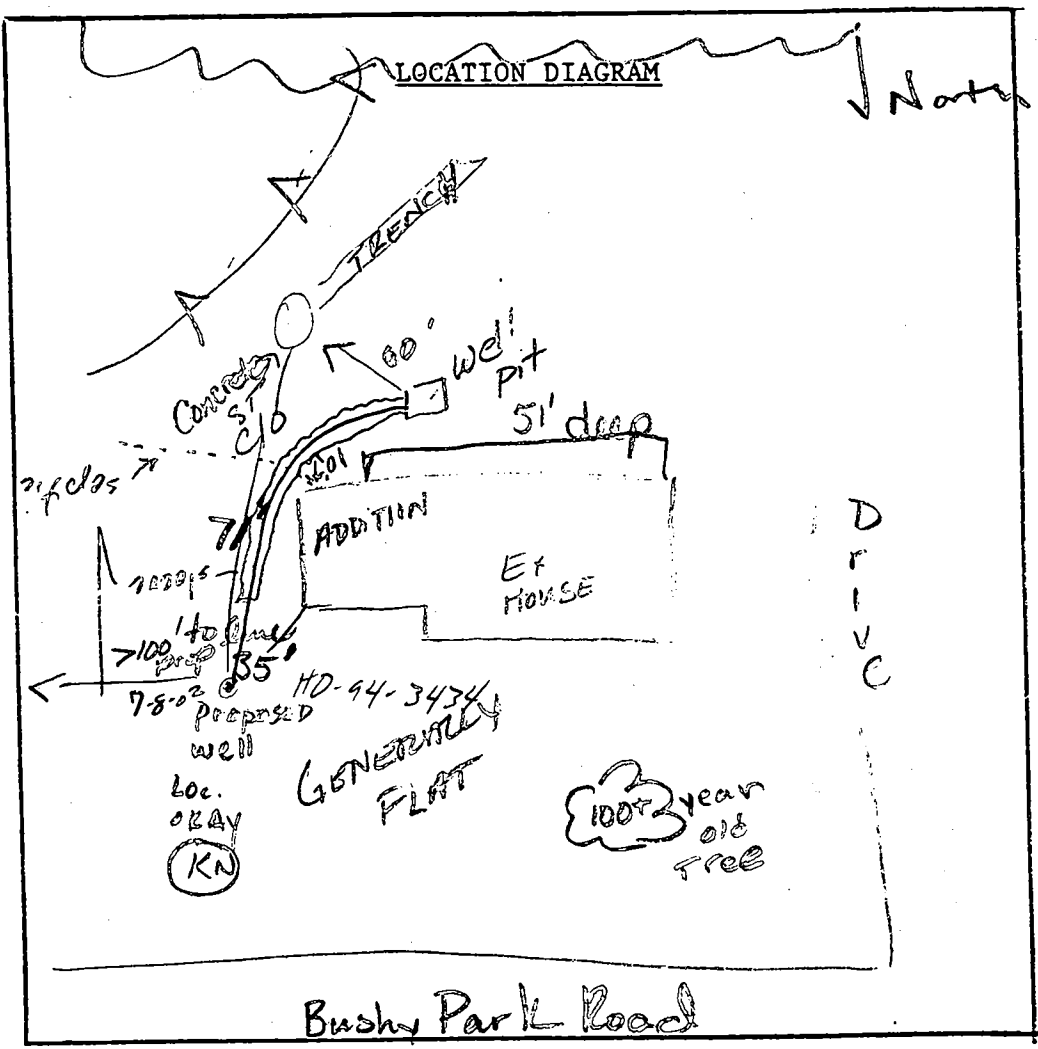 LOCATION DIAGRAM
North
TRENCH
Concrete
ST
CO
60'
Well
pit
51' deep
ADDITION
Ex
HOUSE
Drive
>100' to
prop line
35'
7-8-02
HD-94-3434
Proposed
well
Loc.
OKAY
KN
GENERALLY
FLAT
100+ year
old
Tree
Bushy Park Road